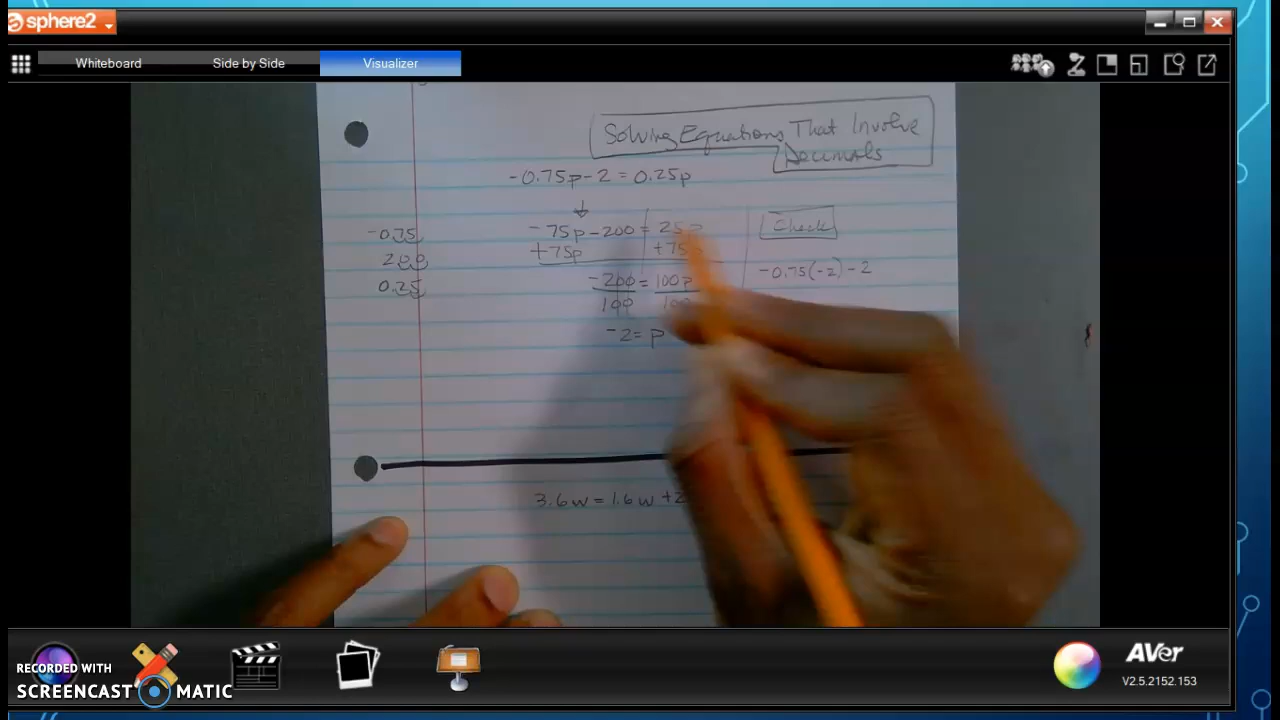 sphere2
Whiteboard Side by Side Visualizer
Solving Equations That Involve
Decimals
-0.75p-2=0.25p
-75p-200=25p
+75p +75p
-200=100p
100 100
-2=p
-0.75
200
0.25
Check
-0.75(-2)-2
3.6w=1.6w+2
RECORDED WITH
SCREENCAST MATIC
AVer
V2.5.2152.153